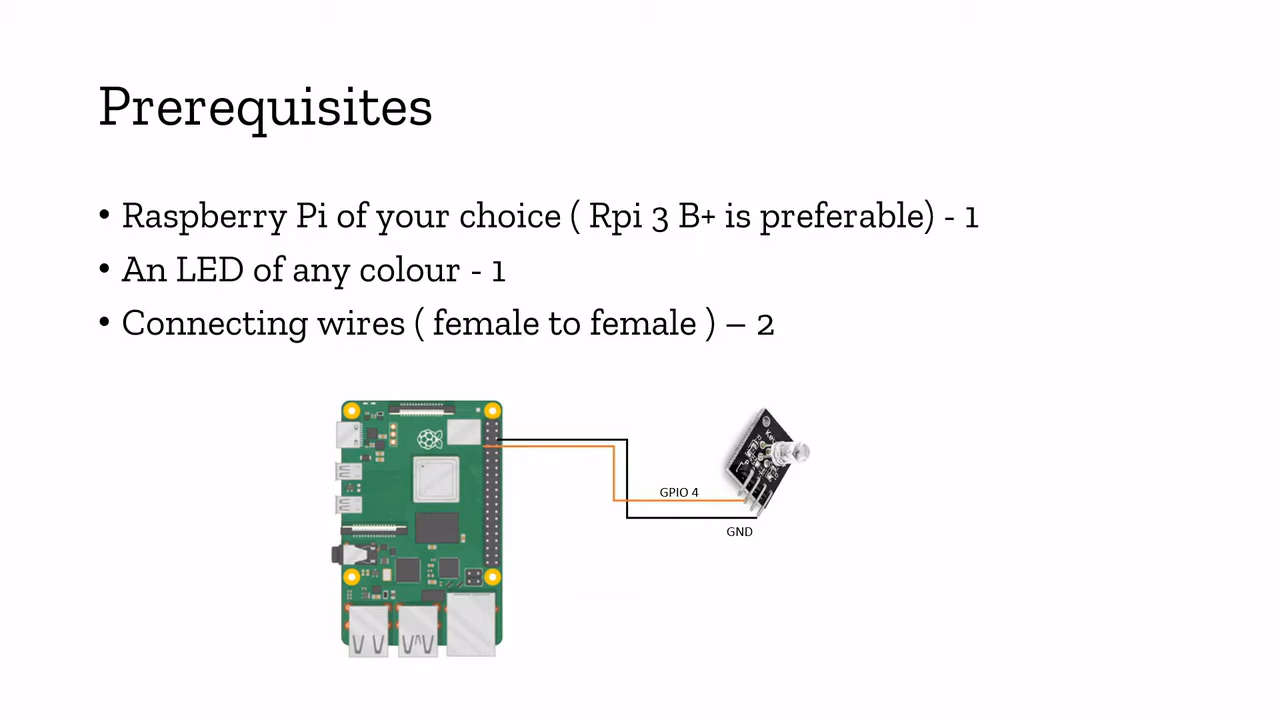 Prerequisites
• Raspberry Pi of your choice ( Rpi 3 B+ is preferable) - 1
• An LED of any colour - 1
• Connecting wires ( female to female ) – 2
GPIO 4
GND